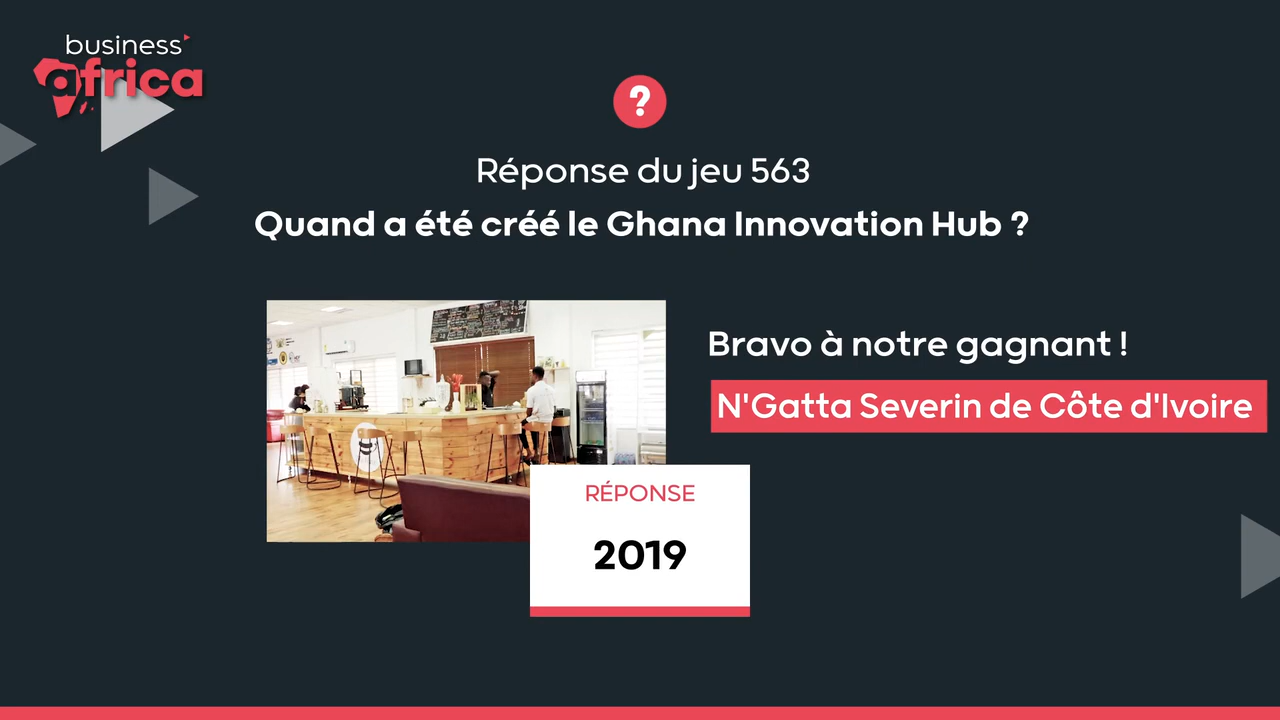 business
africa
?
Réponse du jeu 563
Quand a été créé le Ghana Innovation Hub ?
Bravo à notre gagnant !
N'Gatta Severin de Côte d'Ivoire
RÉPONSE
2019